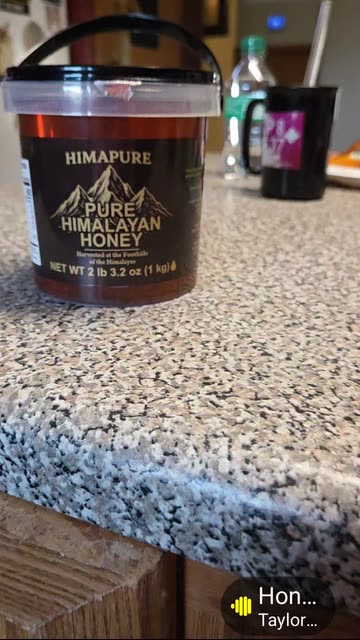 HIMAPURE
PURE
HIMALAYAN
HONEY
Harvested at the Foothills
of the Himalayas
NET WT 2 lb 3.2 oz (1 kg)
Hon...
Taylor...